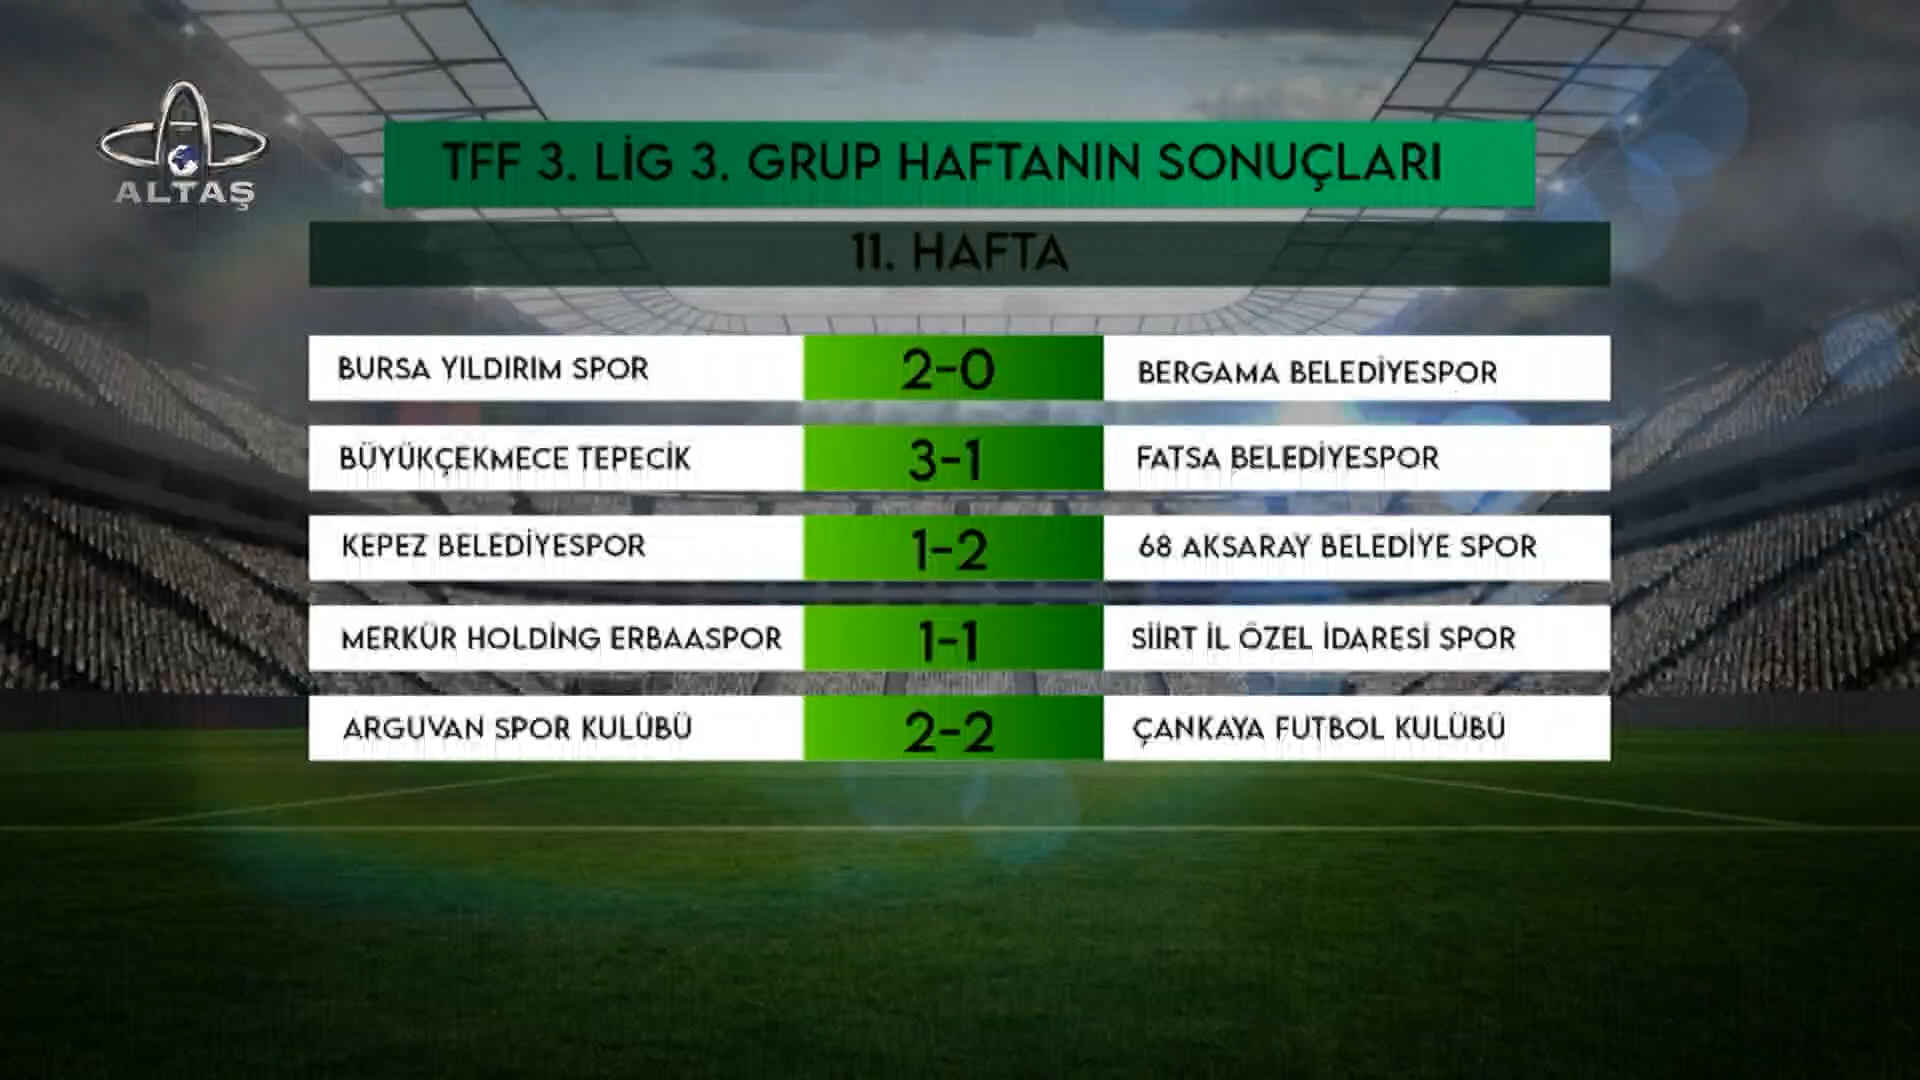 ALTAŞ
TFF 3. LİG 3. GRUP HAFTANIN SONUÇLARI
11. HAFTA
BURSA YILDIRIM SPOR 2-0 BERGAMA BELEDİYESPOR
BÜYÜKÇEKMECE TEPECİK 3-1 FATSA BELEDİYESPOR
KEPEZ BELEDİYESPOR 1-2 68 AKSARAY BELEDİYE SPOR
MERKÜR HOLDİNG ERBAASPOR 1-1 SİİRT İL ÖZEL İDARESİ SPOR
ARGUVAN SPOR KULÜBÜ 2-2 ÇANKAYA FUTBOL KULÜBÜ